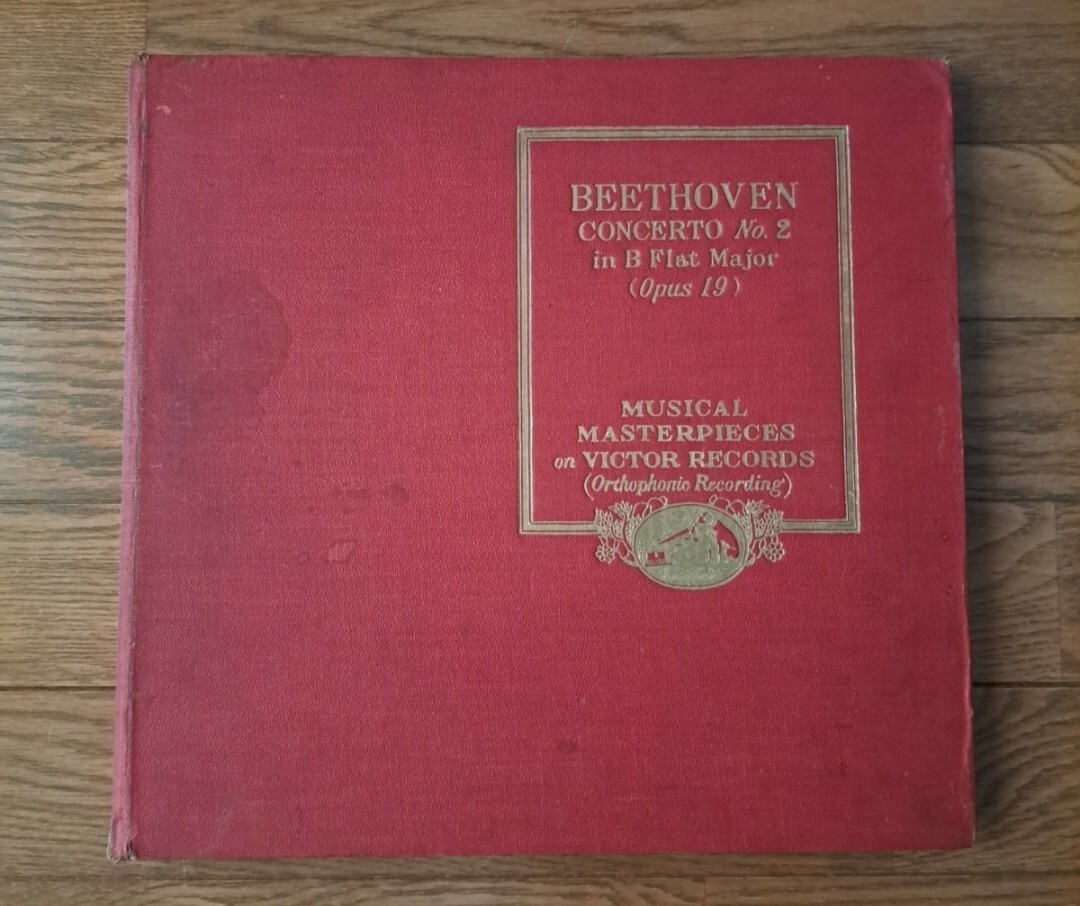 BEETHOVEN
CONCERTO No. 2
in B Flat Major
(Opus 19)
MUSICAL
MASTERPIECES
on VICTOR RECORDS
(Orthophonic Recording)